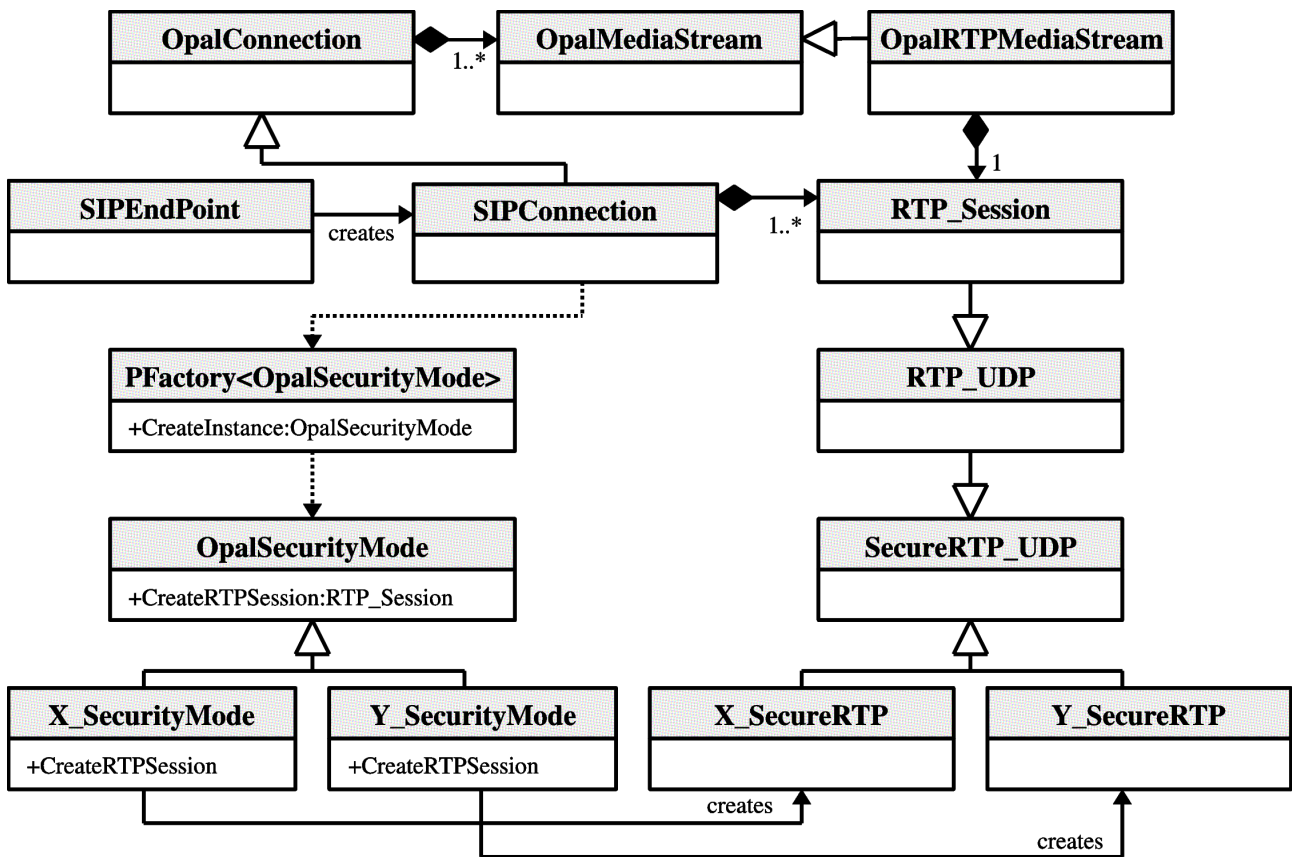 OpalConnection
1..*
OpalMediaStream
OpalRTPMediaStream
1
SIPEndPoint
creates
SIPConnection
1..*
RTP_Session
PFactory<OpalSecurityMode>
+CreateInstance:OpalSecurityMode
RTP_UDP
OpalSecurityMode
+CreateRTPSession:RTP_Session
SecureRTP_UDP
X_SecurityMode
+CreateRTPSession
Y_SecurityMode
+CreateRTPSession
X_SecureRTP
Y_SecureRTP
creates
creates